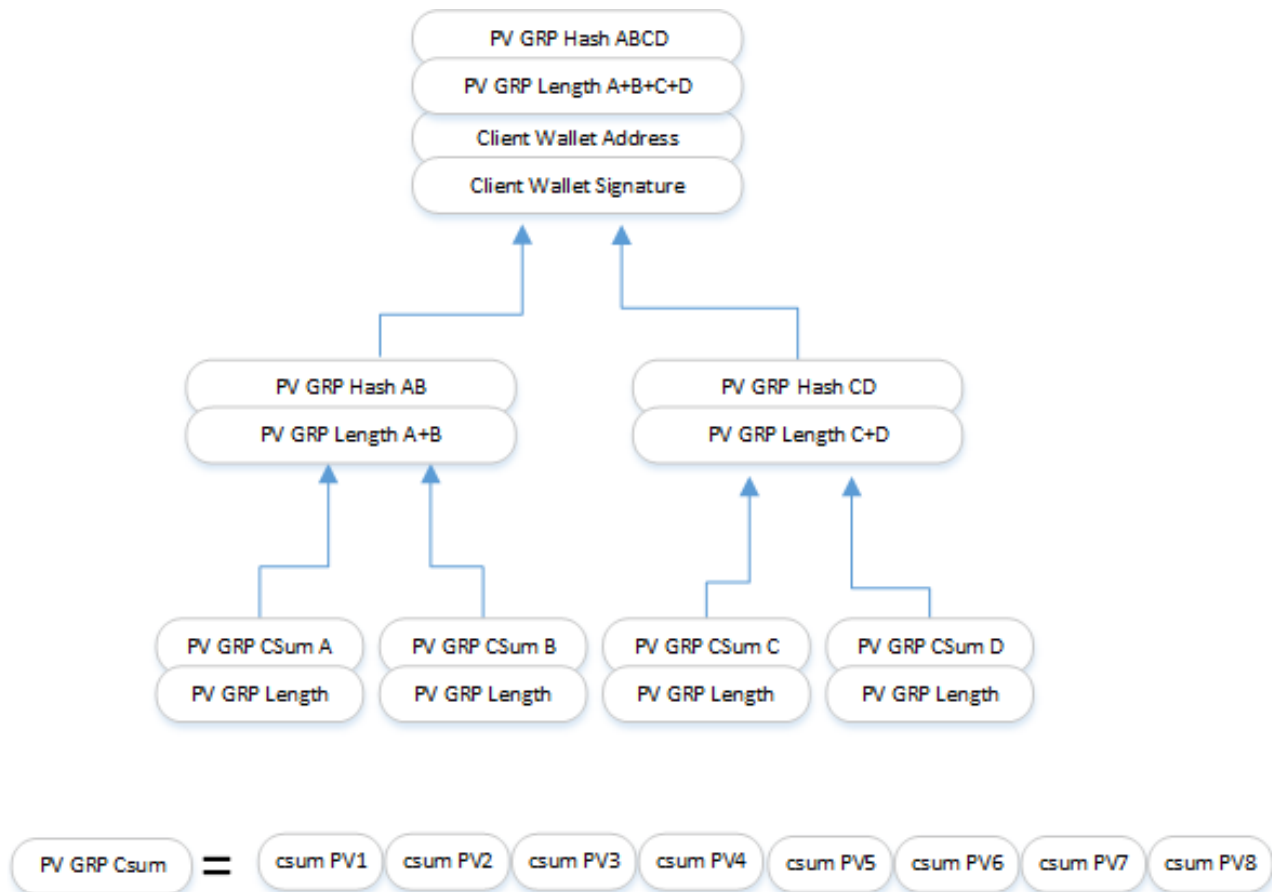 PV GRP Hash ABCD
PV GRP Length A+B+C+D
Client Wallet Address
Client Wallet Signature
PV GRP Hash AB
PV GRP Hash CD
PV GRP Length A+B
PV GRP Length C+D
PV GRP CSum A
PV GRP CSum B
PV GRP CSum C
PV GRP CSum D
PV GRP Length
PV GRP Length
PV GRP Length
PV GRP Length
PV GRP Csum = csum PV1 csum PV2 csum PV3 csum PV4 csum PV5 csum PV6 csum PV7 csum PV8